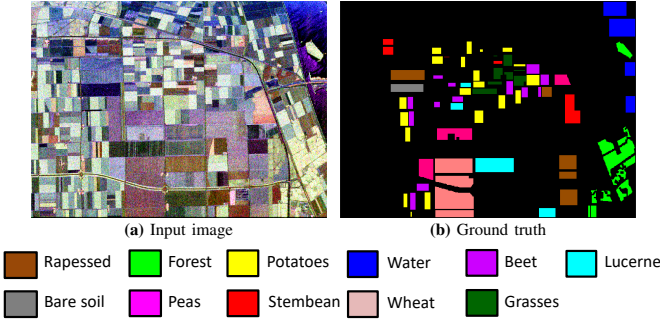 (a) Input image (b) Ground truth
Rapessed Forest Potatoes Water Beet Lucerne
Bare soil Peas Stembean Wheat Grasses